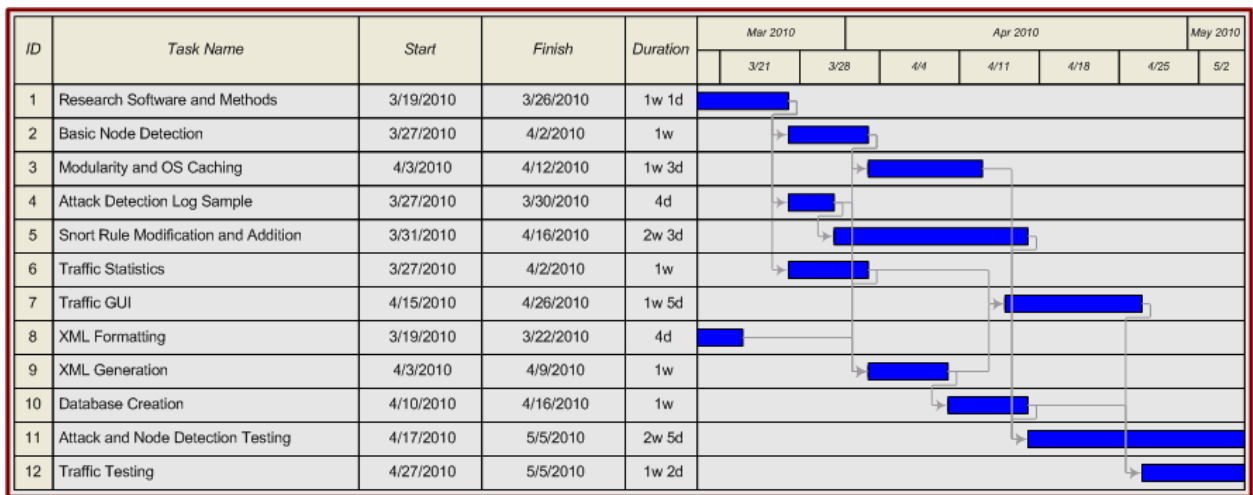 ID Task Name Start Finish Duration Mar 2010 Apr 2010 May 2010
3/21 3/28 4/4 4/11 4/18 4/25 5/2
1 Research Software and Methods 3/19/2010 3/26/2010 1w 1d
2 Basic Node Detection 3/27/2010 4/2/2010 1w
3 Modularity and OS Caching 4/3/2010 4/12/2010 1w 3d
4 Attack Detection Log Sample 3/27/2010 3/30/2010 4d
5 Snort Rule Modification and Addition 3/31/2010 4/16/2010 2w 3d
6 Traffic Statistics 3/27/2010 4/2/2010 1w
7 Traffic GUI 4/15/2010 4/26/2010 1w 5d
8 XML Formatting 3/19/2010 3/22/2010 4d
9 XML Generation 4/3/2010 4/9/2010 1w
10 Database Creation 4/10/2010 4/16/2010 1w
11 Attack and Node Detection Testing 4/17/2010 5/5/2010 2w 5d
12 Traffic Testing 4/27/2010 5/5/2010 1w 2d